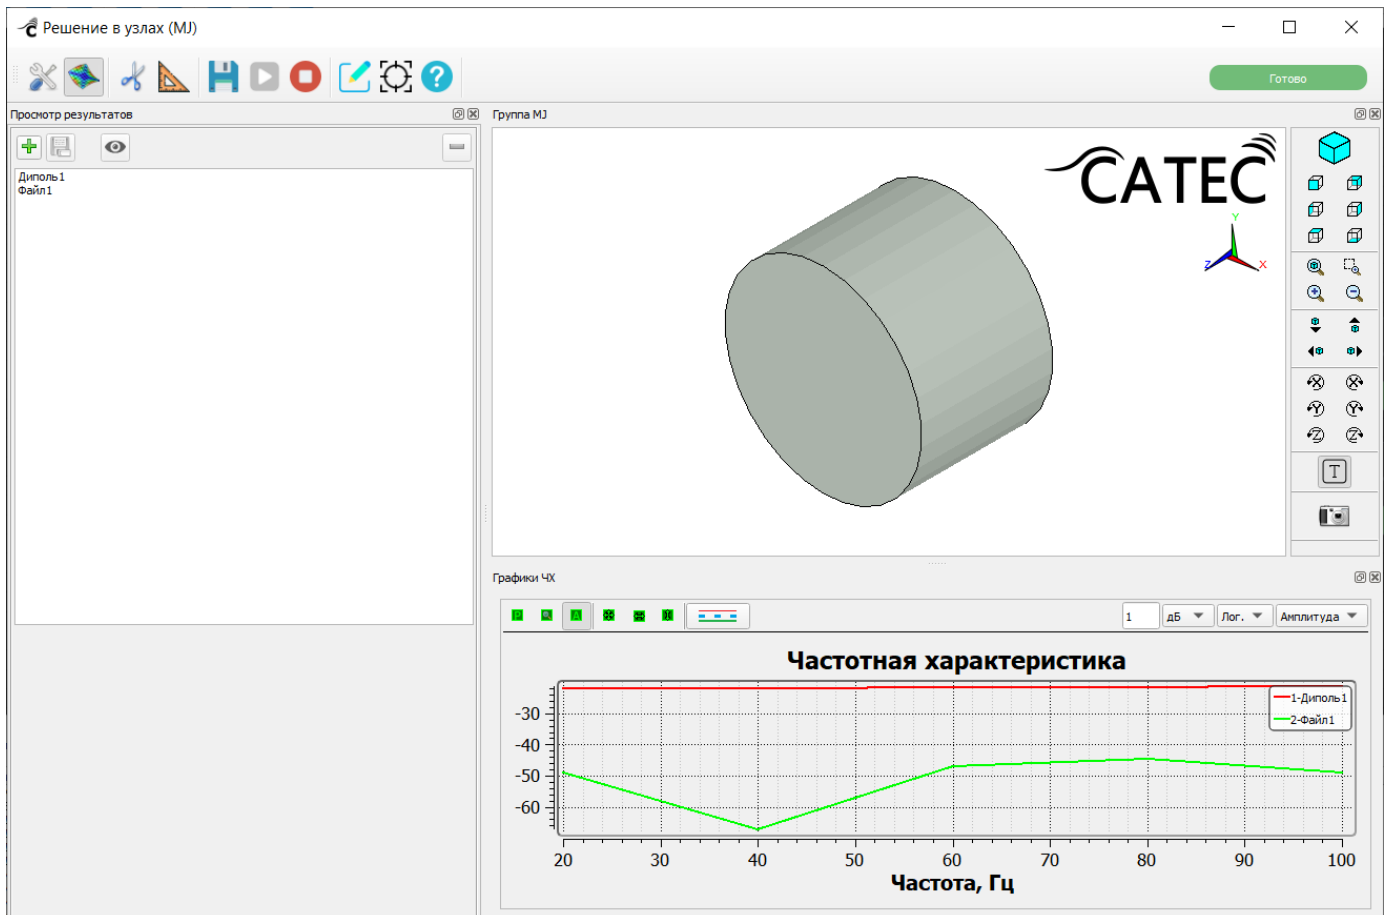 Решение в узлах (MJ)
Готово
Просмотр результатов
Диполь1
Файл1
Группа MJ
CATEC
Y
Z
X
X X
Y Y
Z Z
T
Графики ЧХ
P A
1 дБ Лог. Амплитуда
Частотная характеристика
1-Диполь1
2-Файл1
-30
-40
-50
-60
20 30 40 50 60 70 80 90 100
Частота, Гц